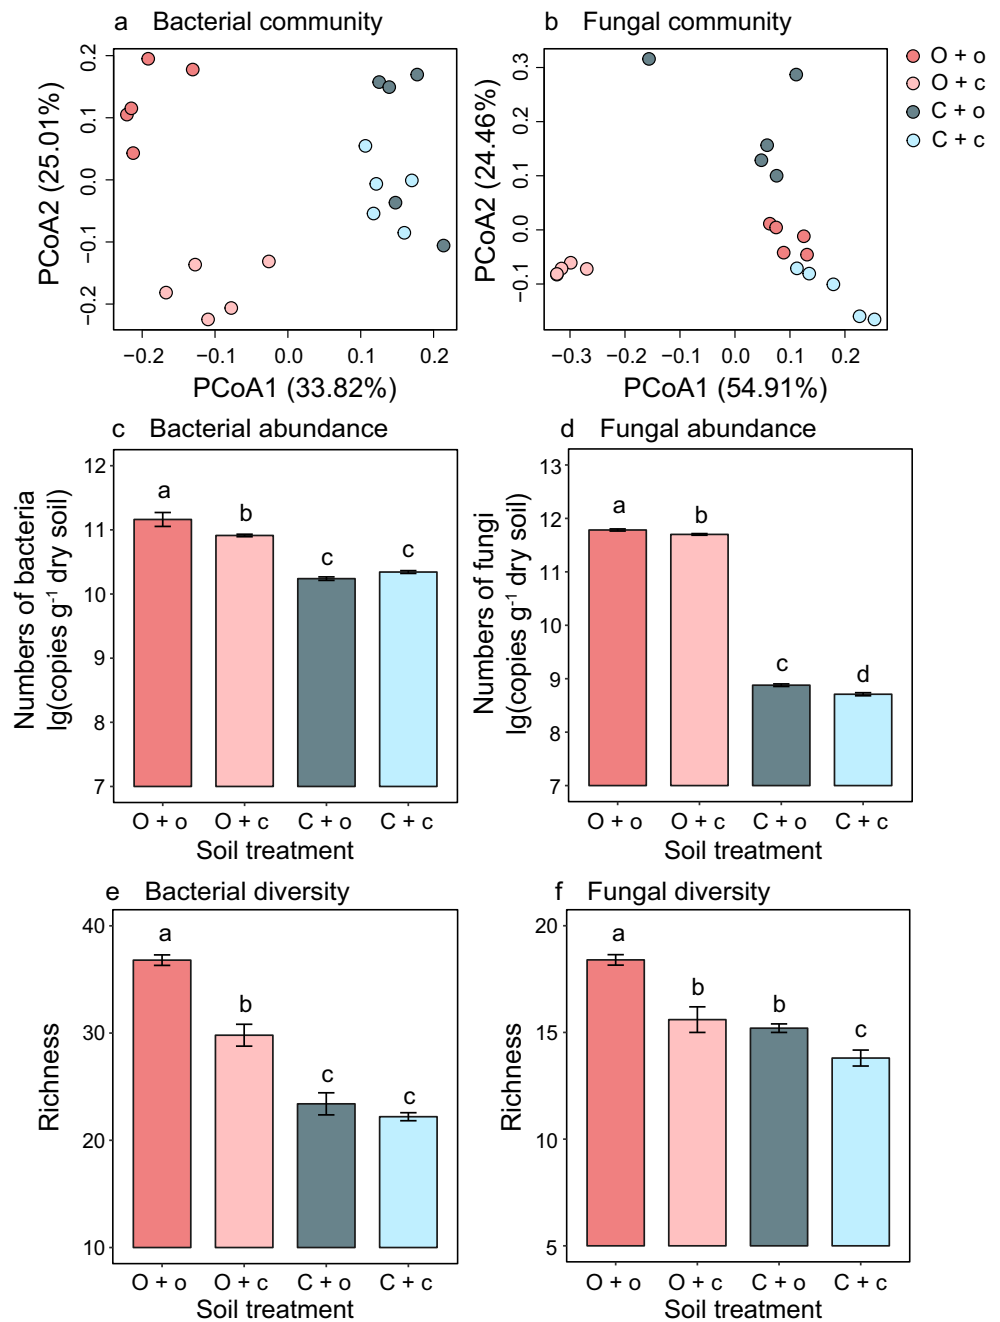 a Bacterial community
b Fungal community
PCoA2 (25.01%)
0.2
0.1
0.0
−0.1
−0.2
−0.2 −0.1 0.0 0.1 0.2
PCoA1 (33.82%)
PCoA2 (24.46%)
0.3
0.2
0.1
0.0
−0.1
−0.3 −0.2 −0.1 0.0 0.1 0.2
PCoA1 (54.91%)
O + o
O + c
C + o
C + c
c Bacterial abundance
Numbers of bacteria
lg(copies g⁻¹ dry soil)
12
11
10
9
8
7
a b c c
O + o O + c C + o C + c
Soil treatment
d Fungal abundance
Numbers of fungi
lg(copies g⁻¹ dry soil)
13
12
11
10
9
8
7
a b c d
O + o O + c C + o C + c
Soil treatment
e Bacterial diversity
Richness
40
30
20
10
a b c c
O + o O + c C + o C + c
Soil treatment
f Fungal diversity
Richness
20
15
10
5
a b b c
O + o O + c C + o C + c
Soil treatment